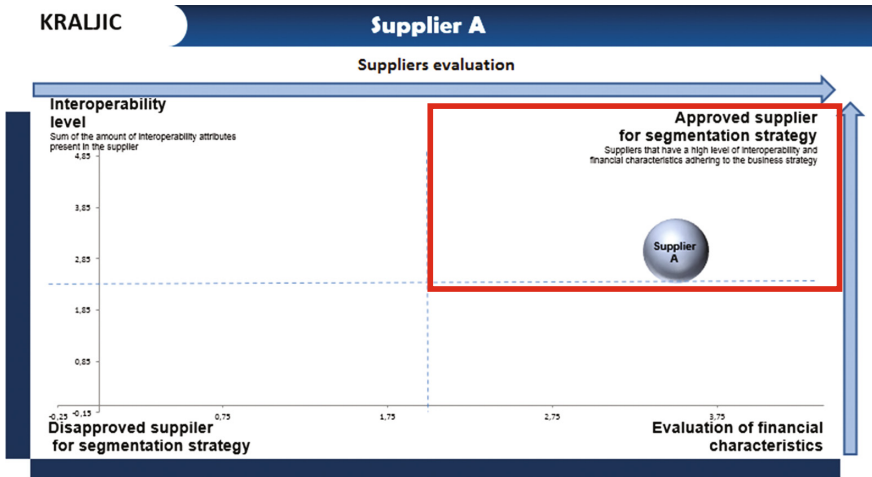 KRALJIC
Supplier A
Suppliers evaluation
Interoperability
level
Sum of the amount of interoperability attributes
present in the supplier
Approved supplier
for segmentation strategy
Suppliers that have a high level of interoperability and
financial characteristics adhering to the business strategy
4,85
3,85
2,85
1,85
0,85
-0,15
Supplier
A
-0,25
0,75
1,75
2,75
3,75
Disapproved suppiler
for segmentation strategy
Evaluation of financial
characteristics